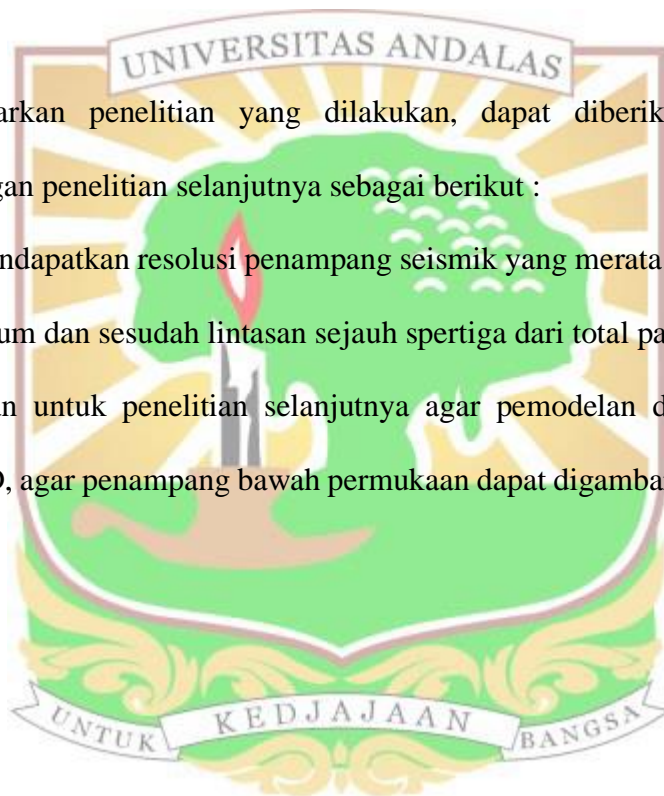 UNIVERSITAS ANDALAS
arkan penelitian yang dilakukan, dapat diberik
gan penelitian selanjutnya sebagai berikut :
ndapatkan resolusi penampang seismik yang merata
um dan sesudah lintasan sejauh spertiga dari total pa
n untuk penelitian selanjutnya agar pemodelan d
, agar penampang bawah permukaan dapat digamba
UNTUK KEDJAJAAN BANGSA